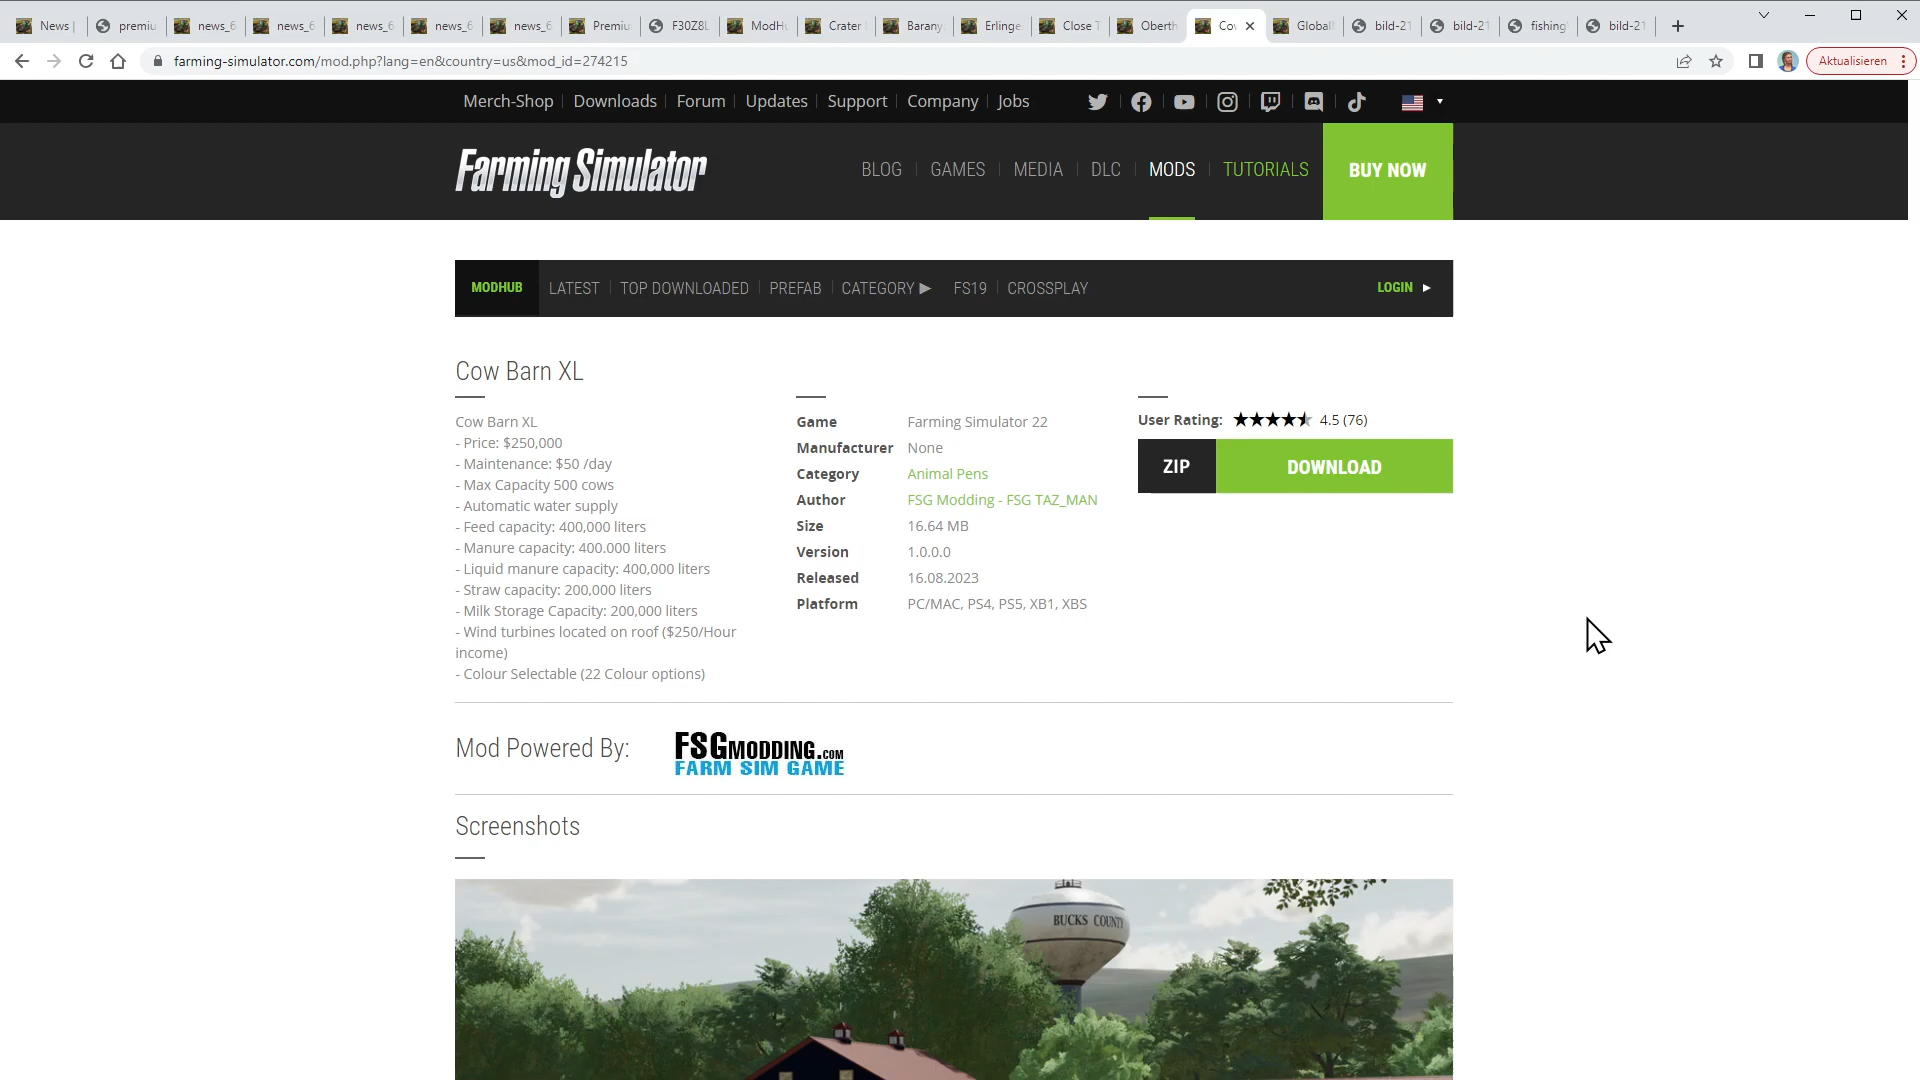 News |
premiu
news_6
news_6
news_6
news_6
news_6
Premiu
F30Z8L
ModHu
Crater
Barany
Erlinge
Close T
Oberth
Co
Global
bild-21
bild-21
fishing
bild-21
farming-simulator.com/mod.php?lang=en&country=us&mod_id=274215
Aktualisieren
Merch-Shop
Downloads
Forum
Updates
Support
Company
Jobs
Farming Simulator
BLOG
GAMES
MEDIA
DLC
MODS
TUTORIALS
BUY NOW
MODHUB
LATEST
TOP DOWNLOADED
PREFAB
CATEGORY ▶
FS19
CROSSPLAY
LOGIN ▶
Cow Barn XL
Cow Barn XL
- Price: $250,000
- Maintenance: $50 /day
- Max Capacity 500 cows
- Automatic water supply
- Feed capacity: 400,000 liters
- Manure capacity: 400.000 liters
- Liquid manure capacity: 400,000 liters
- Straw capacity: 200,000 liters
- Milk Storage Capacity: 200,000 liters
- Wind turbines located on roof ($250/Hour
income)
- Colour Selectable (22 Colour options)
Game Farming Simulator 22
Manufacturer None
Category Animal Pens
Author FSG Modding - FSG TAZ_MAN
Size 16.64 MB
Version 1.0.0.0
Released 16.08.2023
Platform PC/MAC, PS4, PS5, XB1, XBS
User Rating: 4.5 (76)
ZIP DOWNLOAD
Mod Powered By:
FSGMODDING.COM
FARM SIM GAME
Screenshots
BUCKS COUNTY